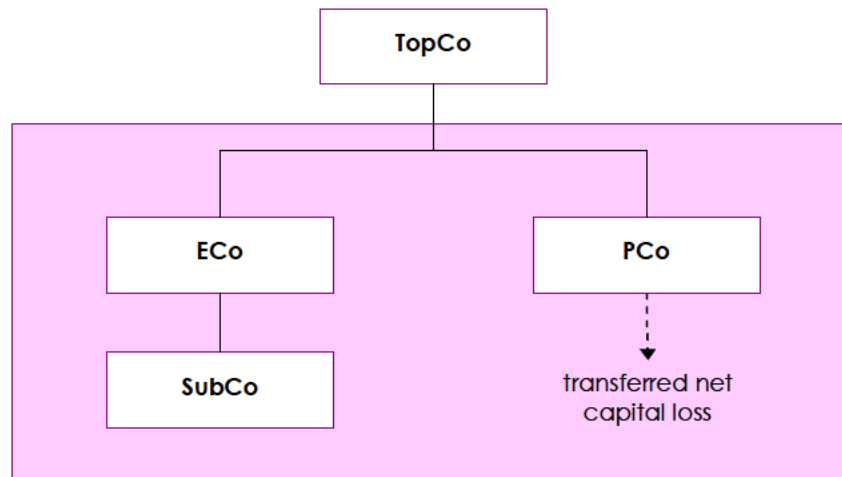 TopCo
ECo
PCo
SubCo
transferred net
capital loss